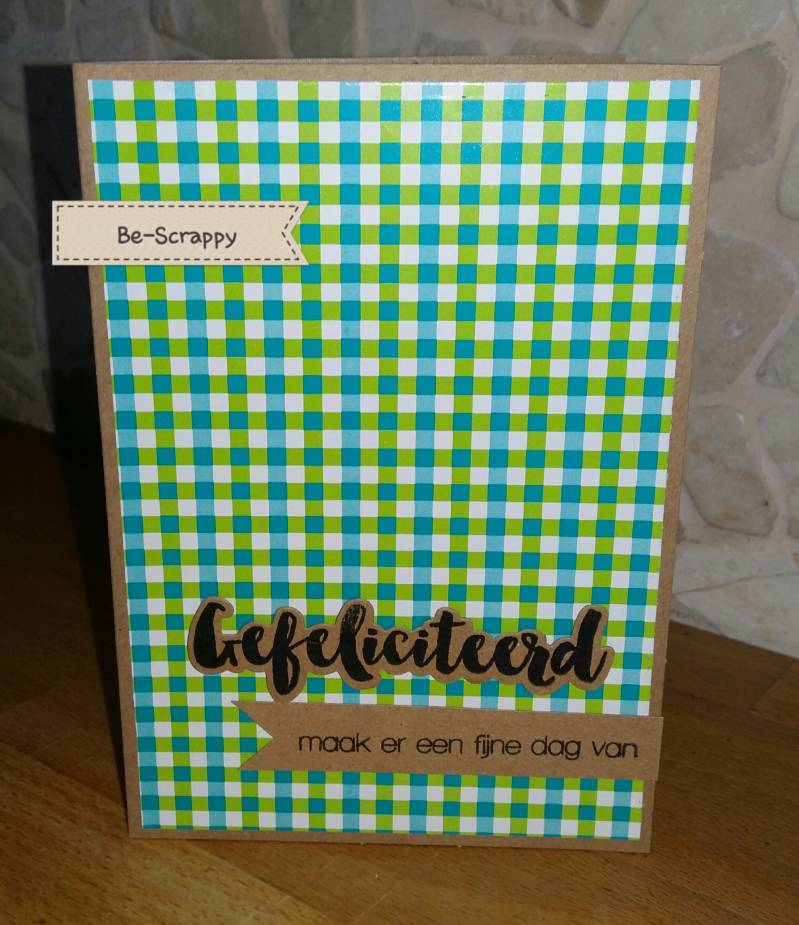 Be-Scrappy
Gefeliciteerd
maak er een fijne dag van